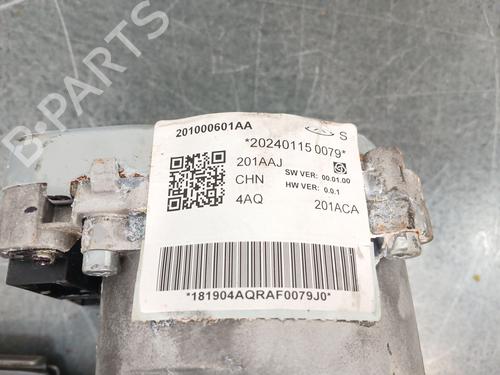 B-PARTS
201000601AA
*20240115 0079*
S
201AAJ
SW VER: 00.01.00
CHN
HW VER: 0.0.1
4AQ
201ACA
*181904AQRAF0079J0*